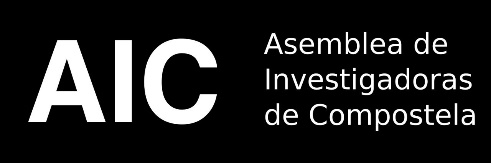 AIC
Asemblea de
Investigadoras
de Compostela